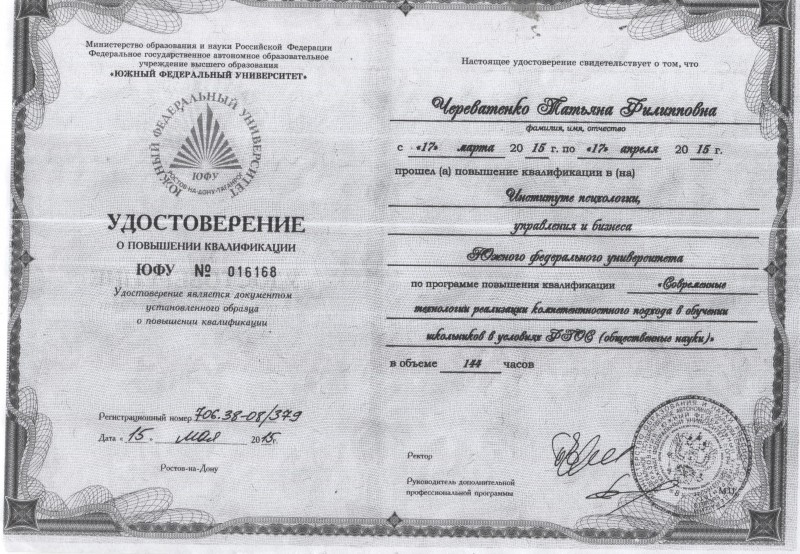 Министерство образования и науки Российской Федерации
Федеральное государственное автономное образовательное
учреждение высшего образования
«ЮЖНЫЙ ФЕДЕРАЛЬНЫЙ УНИВЕРСИТЕТ»
ЮЖНЫЙ ФЕДЕРАЛЬНЫЙ УНИВЕРСИТЕТ
ЮФУ
РОСТОВ-НА-ДОНУ-ТАГАНРОГ
УДОСТОВЕРЕНИЕ
О ПОВЫШЕНИИ КВАЛИФИКАЦИИ
ЮФУ № 016168
Удостоверение является документом
установленного образца
о повышении квалификации
Регистрационный номер 706.38-08/379
Дата «15» мая 2015г.
Ростов-на-Дону
Настоящее удостоверение свидетельствует о том, что
Череватенко Татьяна Филипповна
фамилия, имя, отчество
с «17» марта 20 15 г. по «17» апреля 20 15 г.
прошел (а) повышение квалификации в (на)
Институте психологии,
управления и бизнеса
Южного федерального университета
по программе повышения квалификации «Современные
технологии реализации компетентностного подхода в обучении
школьников в условиях ФГОС (общественные науки)»
в объеме 144 часов
Ректор
Руководитель дополнительной
профессиональной программы
М.П.